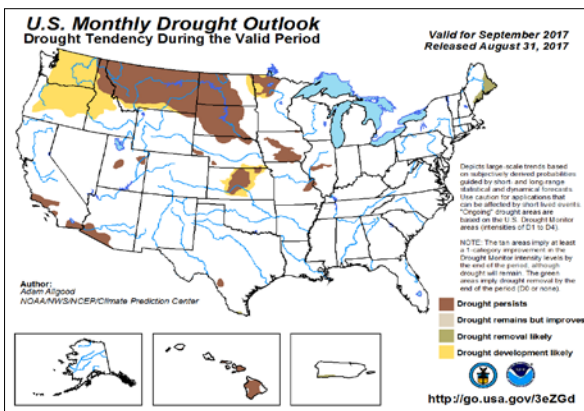 U.S. Monthly Drought Outlook
Drought Tendency During the Valid Period
Valid for September 2017
Released August 31, 2017
Depicts large-scale trends based
on subjectively derived probabilities
guided by short- and long-range
statistical and dynamical forecasts.
Use caution for applications that
can be affected by short lived events.
"Ongoing" drought areas are
based on the U.S. Drought Monitor
areas (intensities of D1 to D4).
NOTE: The tan areas imply at least
a 1-category improvement in the
Drought Monitor intensity levels by
the end of the period, although
drought will remain. The green
areas imply drought removal by the
end of the period (D0 or none).
Author:
Adam Allgood
NOAA/NWS/NCEP/Climate Prediction Center
Drought persists
Drought remains but improves
Drought removal likely
Drought development likely
http://go.usa.gov/3eZGd